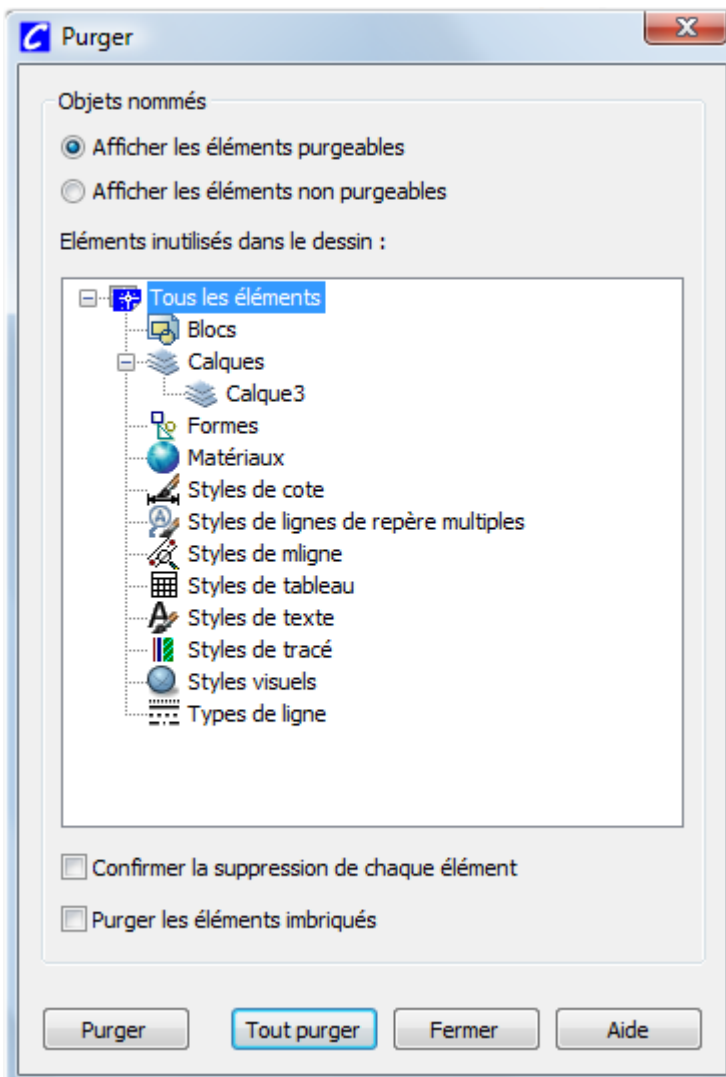 Purger
Objets nommés
Afficher les éléments purgeables
Afficher les éléments non purgeables
Eléments inutilisés dans le dessin :
Tous les éléments
Blocs
Calques
Calque3
Formes
Matériaux
Styles de cote
Styles de lignes de repère multiples
Styles de mligne
Styles de tableau
Styles de texte
Styles de tracé
Styles visuels
Types de ligne
Confirmer la suppression de chaque élément
Purger les éléments imbriqués
Purger Tout purger Fermer Aide